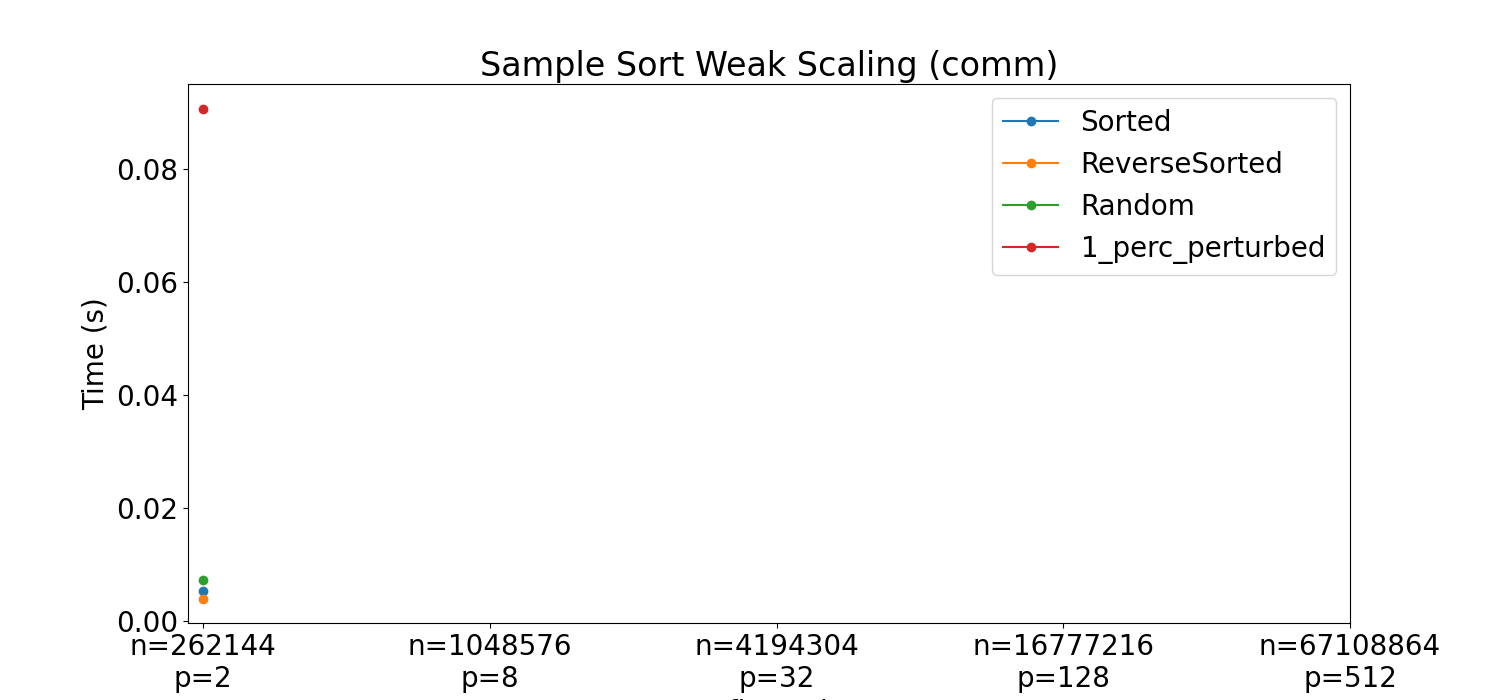 Sample Sort Weak Scaling (comm)
Sorted
ReverseSorted
Random
1_perc_perturbed
Time (s)
0.08
0.06
0.04
0.02
0.00
n=262144
p=2
n=1048576
p=8
n=4194304
p=32
n=16777216
p=128
n=67108864
p=512